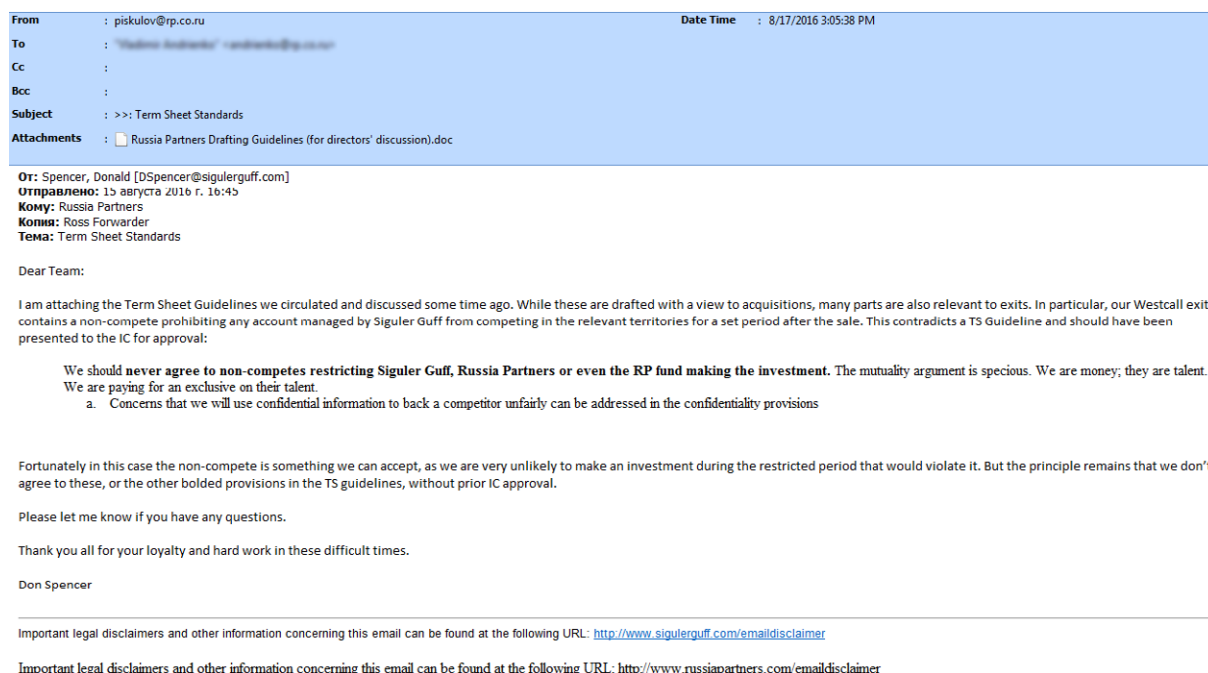 From : piskulov@rp.co.ru Date Time : 8/17/2016 3:05:38 PM
To :
Cc :
Bcc :
Subject : >>: Term Sheet Standards
Attachments : Russia Partners Drafting Guidelines (for directors' discussion).doc
От: Spencer, Donald [DSpencer@sigulerguff.com]
Отправлено: 15 августа 2016 г. 16:45
Кому: Russia Partners
Копия: Ross Forwarder
Тема: Term Sheet Standards
Dear Team:
I am attaching the Term Sheet Guidelines we circulated and discussed some time ago. While these are drafted with a view to acquisitions, many parts are also relevant to exits. In particular, our Westcall exit
contains a non-compete prohibiting any account managed by Siguler Guff from competing in the relevant territories for a set period after the sale. This contradicts a TS Guideline and should have been
presented to the IC for approval:
We should never agree to non-competes restricting Siguler Guff, Russia Partners or even the RP fund making the investment. The mutuality argument is specious. We are money; they are talent.
We are paying for an exclusive on their talent.
a. Concerns that we will use confidential information to back a competitor unfairly can be addressed in the confidentiality provisions
Fortunately in this case the non-compete is something we can accept, as we are very unlikely to make an investment during the restricted period that would violate it. But the principle remains that we don'
agree to these, or the other bolded provisions in the TS guidelines, without prior IC approval.
Please let me know if you have any questions.
Thank you all for your loyalty and hard work in these difficult times.
Don Spencer
Important legal disclaimers and other information concerning this email can be found at the following URL: http://www.sigulerguff.com/emaildisclaimer
Important legal disclaimers and other information concerning this email can be found at the following URL: http://www.russiapartners.com/emaildisclaimer